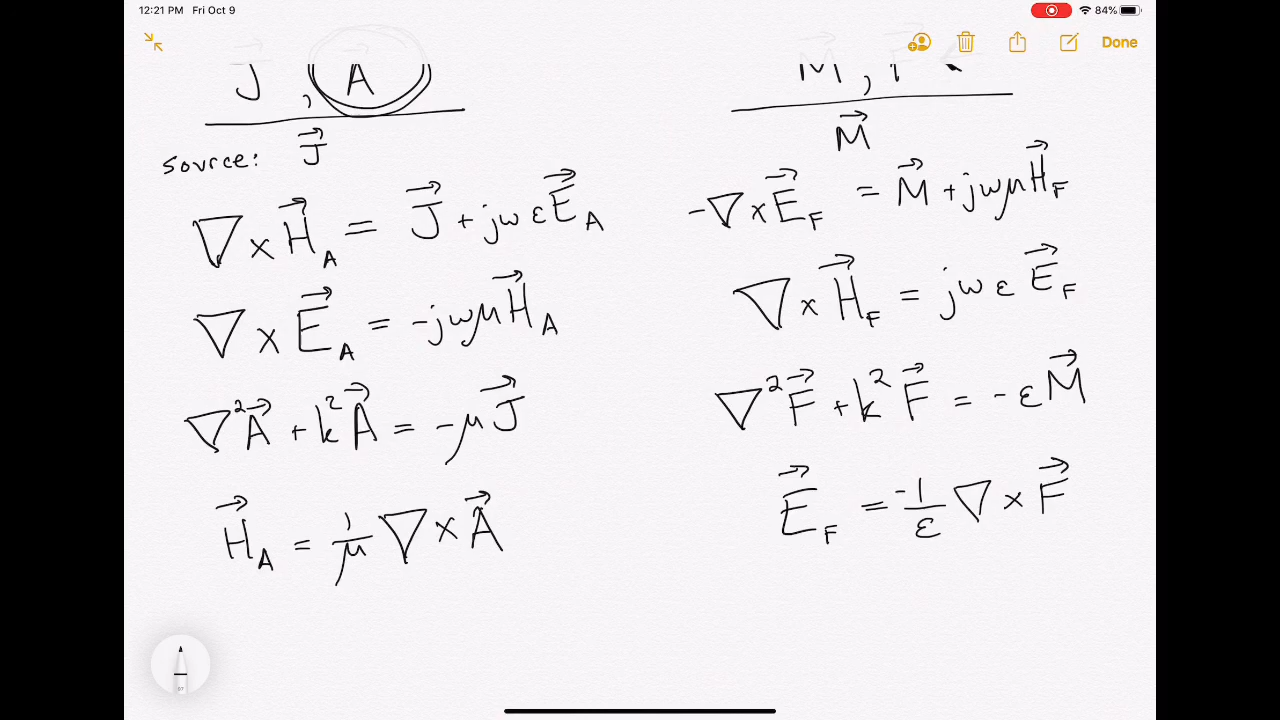 12:21 PM Fri Oct 9 84%
Done
J⃗ , A⃗
M⃗ , F⃗
source: J⃗
M⃗
∇ × H⃗_A = J⃗ + jωεE⃗_A
∇ × E⃗_A = -jωμH⃗_A
∇²A⃗ + k²A⃗ = -μJ⃗
H⃗_A = 1/μ ∇ × A⃗
-∇ × E⃗_F = M⃗ + jωμH⃗_F
∇ × H⃗_F = jωεE⃗_F
∇²F⃗ + k²F⃗ = -εM⃗
E⃗_F = -1/ε ∇ × F⃗